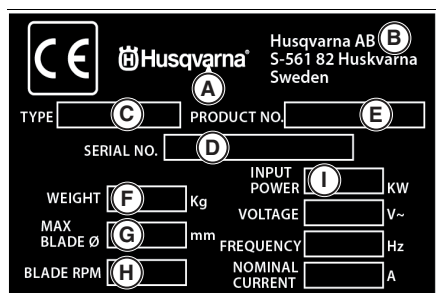 CE
Husqvarna®
Husqvarna AB B
S-561 82 Huskvarna
Sweden
A
TYPE C PRODUCT NO. E
SERIAL NO. D
WEIGHT F Kg
MAX
BLADE Ø G mm
BLADE RPM H
INPUT
POWER I KW
VOLTAGE V~
FREQUENCY Hz
NOMINAL
CURRENT A